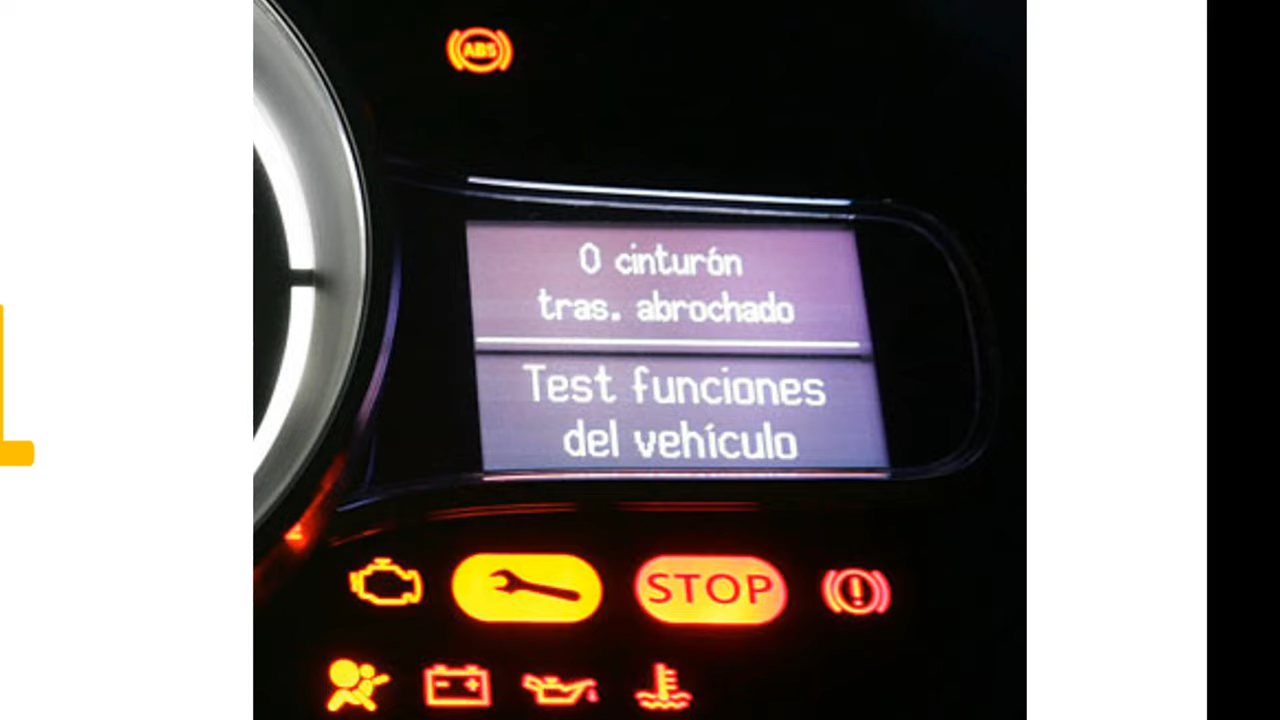 ABS
0 cinturón
tras. abrochado
Test funciones
del vehículo
STOP